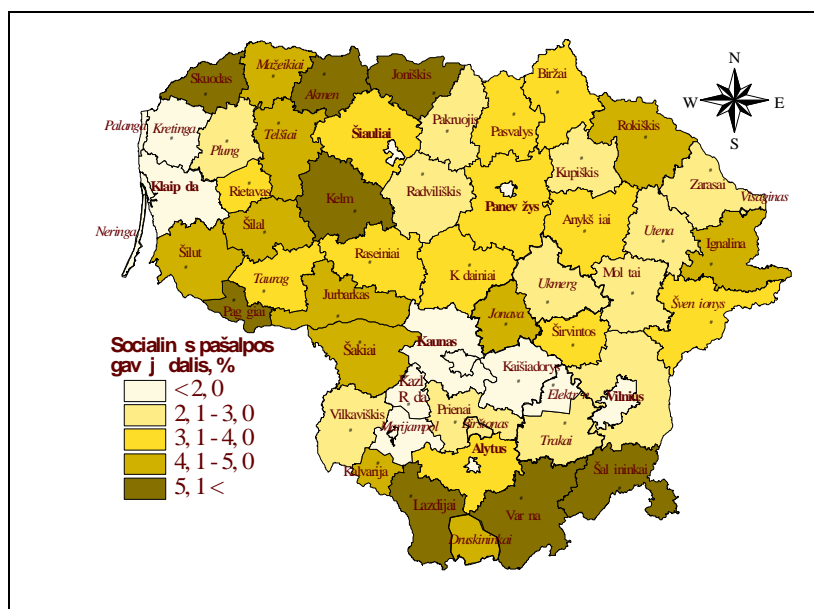 N
W E
S
Skuodas
Mažeikiai
Akmen
Joniškis
Biržai
Palanga
Kretinga
Plung
Telšiai
Šiauliai
Pakruojis
Pasvalys
Rokiškis
Klaip da
Rietavas
Kelm
Radviliškis
Panev žys
Kupiškis
Zarasai
Visaginas
Neringa
Šilal
Šilut
Raseiniai
Anykš iai
Utena
Ignalina
Taurag
K dainiai
Ukmerg
Mol tai
Pag giai
Jurbarkas
Jonava
Širvintos
Šven ionys
Šakiai
Kaunas
Kaišiadorys
Kazl
R da
Elektr
Vilnius
Vilkaviškis
Marijampol
Prienai
Birštonas
Trakai
Kalvarija
Alytus
Šal ininkai
Lazdijai
Var na
Druskininkai
Socialin s pašalpos
gav j dalis, %
<2,0
2,1-3,0
3,1-4,0
4,1-5,0
5,1<